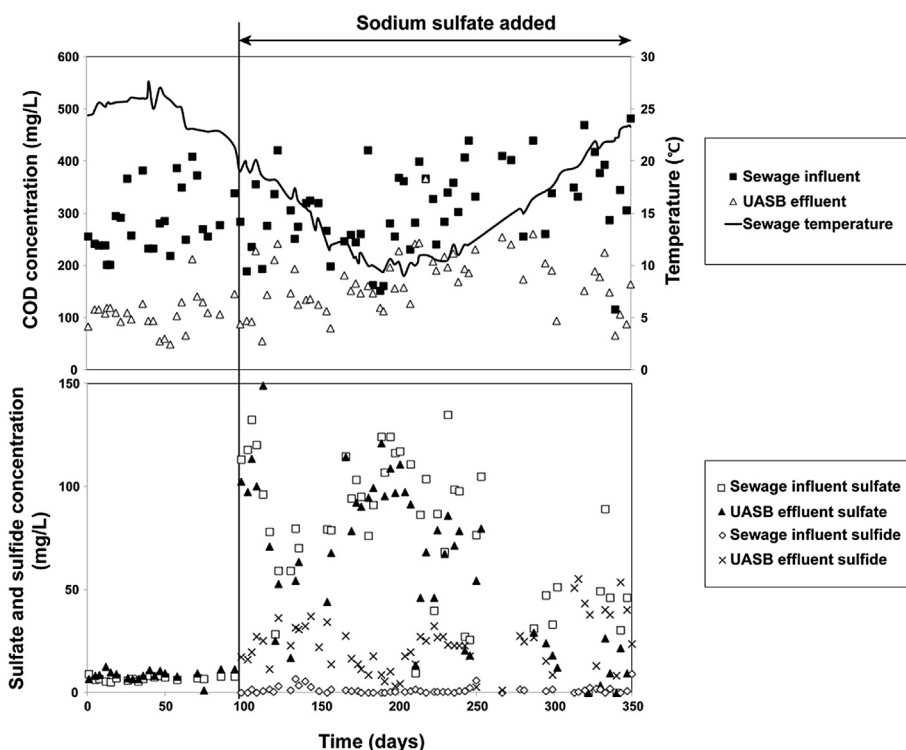 Sodium sulfate added
600
500
400
300
200
100
0
COD concentration (mg/L)
30
25
20
15
10
5
0
Temperature (℃)
Sewage influent
UASB effluent
Sewage temperature
150
100
50
0
Sulfate and sulfide concentration
mg/L)
0
50
100
150
200
250
300
350
Time (days)
Sewage influent sulfate
UASB effluent sulfate
Sewage influent sulfide
UASB effluent sulfide